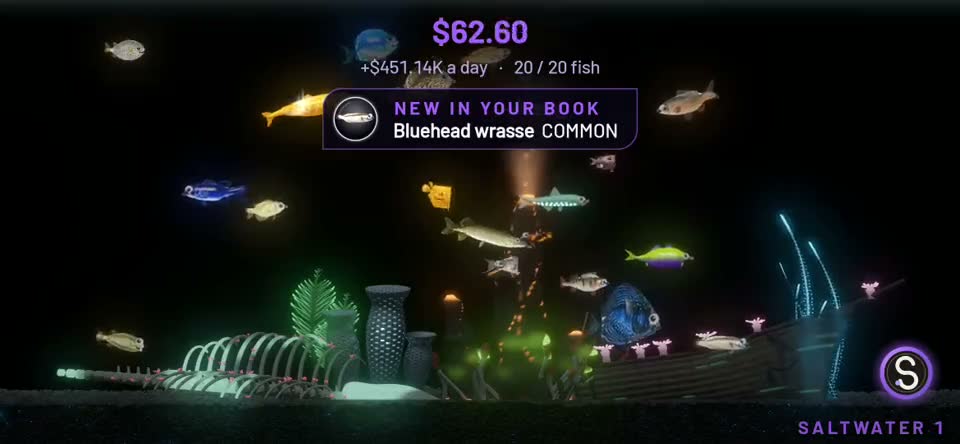 $62.60
+$451.14K a day · 20 / 20 fish
NEW IN YOUR BOOK
Bluehead wrasse COMMON
S
SALTWATER 1